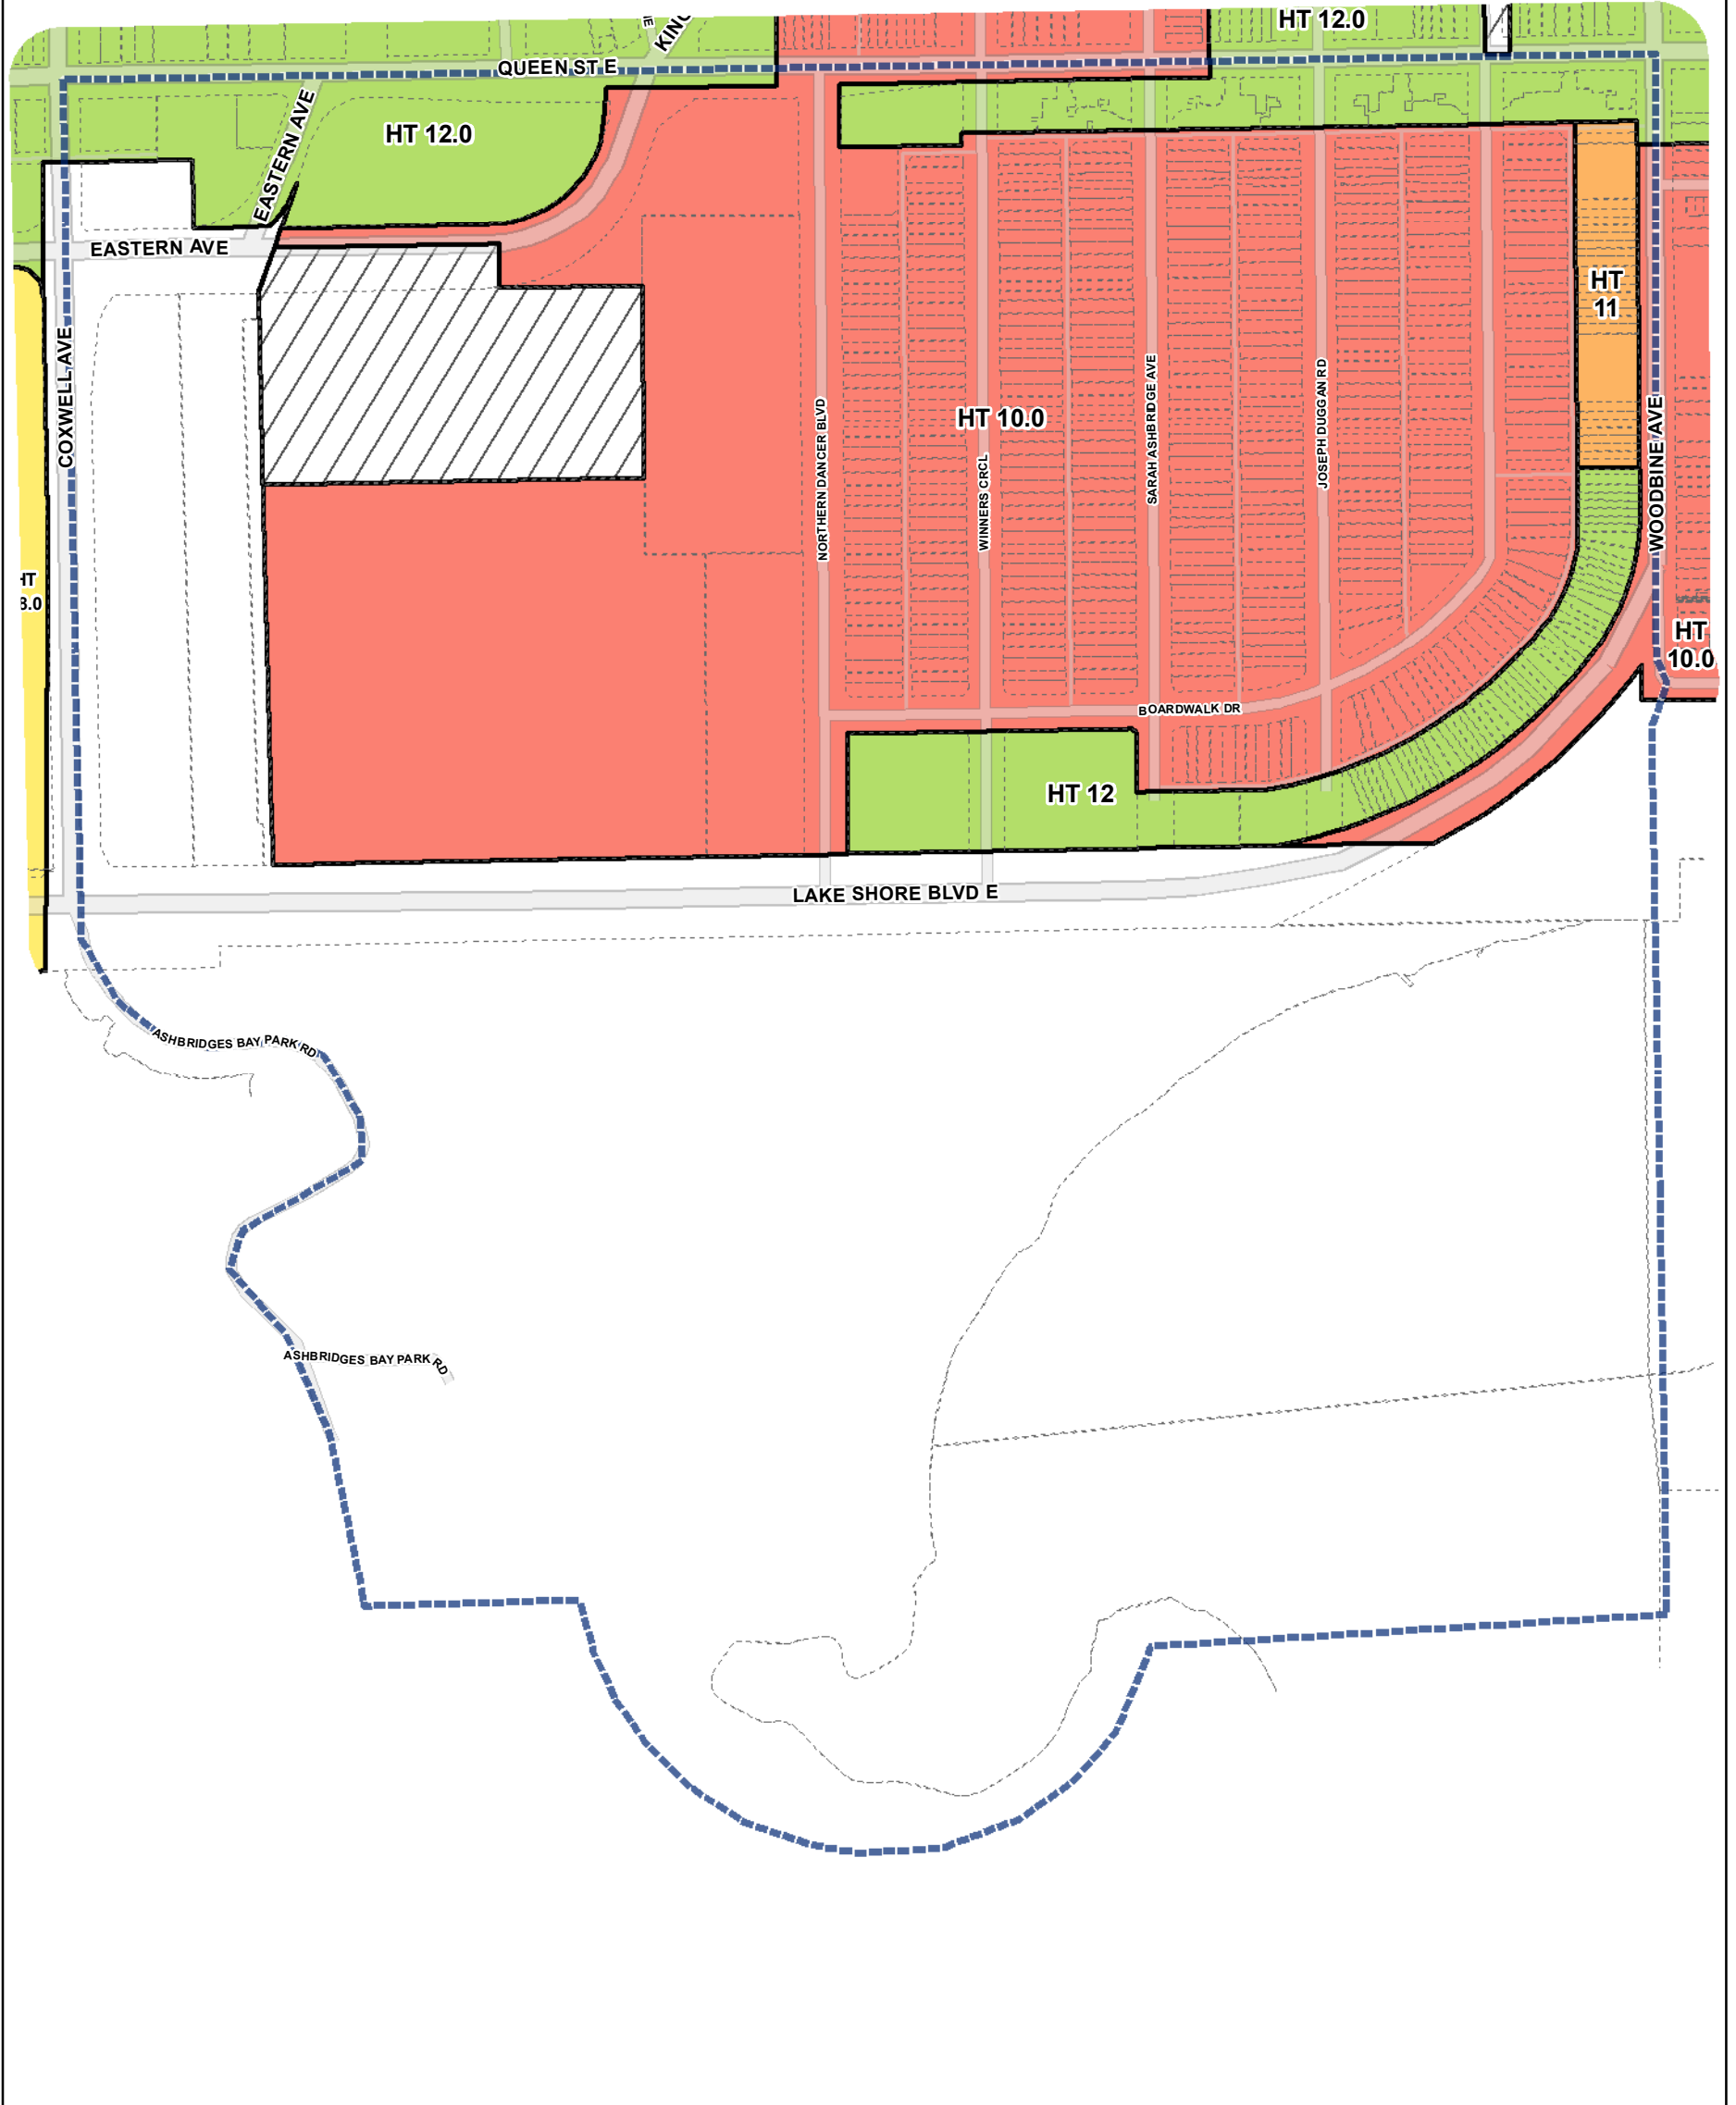 HT 12.0
QUEEN ST E
HT 12.0
EASTERN AVE
EASTERN AVE
HT
11
COXWELL AVE
NORTHERN DANCER BLVD
HT 10.0
WINNERS CRCL
SARAH ASHBRIDGE AVE
JOSEPH DUGGAN RD
WOODBINE AVE
HT
10.0
BOARDWALK DR
HT 12
LAKE SHORE BLVD E
ASHBRIDGES BAY PARK RD
ASHBRIDGES BAY PARK RD